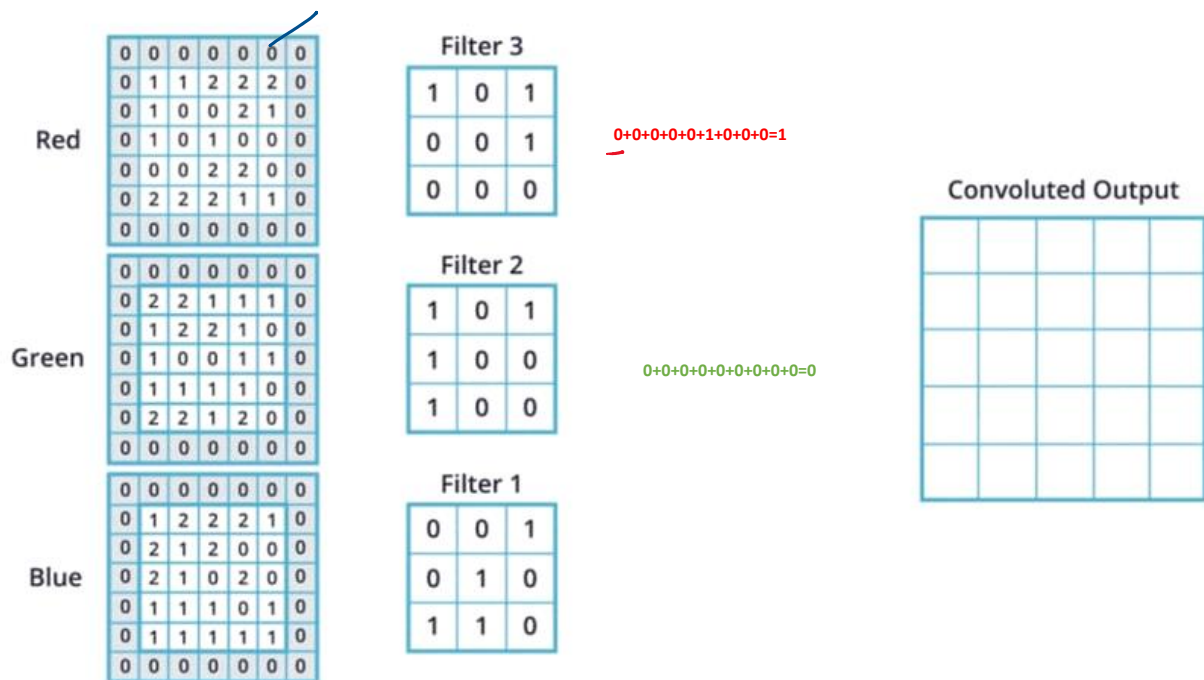 Red
0 0 0 0 0 0 0
0 1 1 2 2 2 0
0 1 0 0 2 1 0
0 1 0 1 0 0 0
0 0 0 2 2 0 0
0 2 2 2 1 1 0
0 0 0 0 0 0 0
Filter 3
1 0 1
0 0 1
0 0 0
0+0+0+0+0+1+0+0+0=1
Green
0 0 0 0 0 0 0
0 2 2 1 1 1 0
0 1 2 2 1 0 0
0 1 0 0 1 1 0
0 1 1 1 1 0 0
0 2 2 1 2 0 0
0 0 0 0 0 0 0
Filter 2
1 0 1
1 0 0
1 0 0
0+0+0+0+0+0+0+0+0=0
Blue
0 0 0 0 0 0 0
0 1 2 2 2 1 0
0 2 1 2 0 0 0
0 2 1 0 2 0 0
0 1 1 1 0 1 0
0 1 1 1 1 1 0
0 0 0 0 0 0 0
Filter 1
0 0 1
0 1 0
1 1 0
Convoluted Output